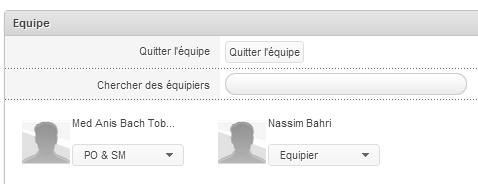 Equipe
Quitter l'équipe Quitter l'équipe
Chercher des équipiers
Med Anis Bach Tob... Nassim Bahri
PO & SM Equipier